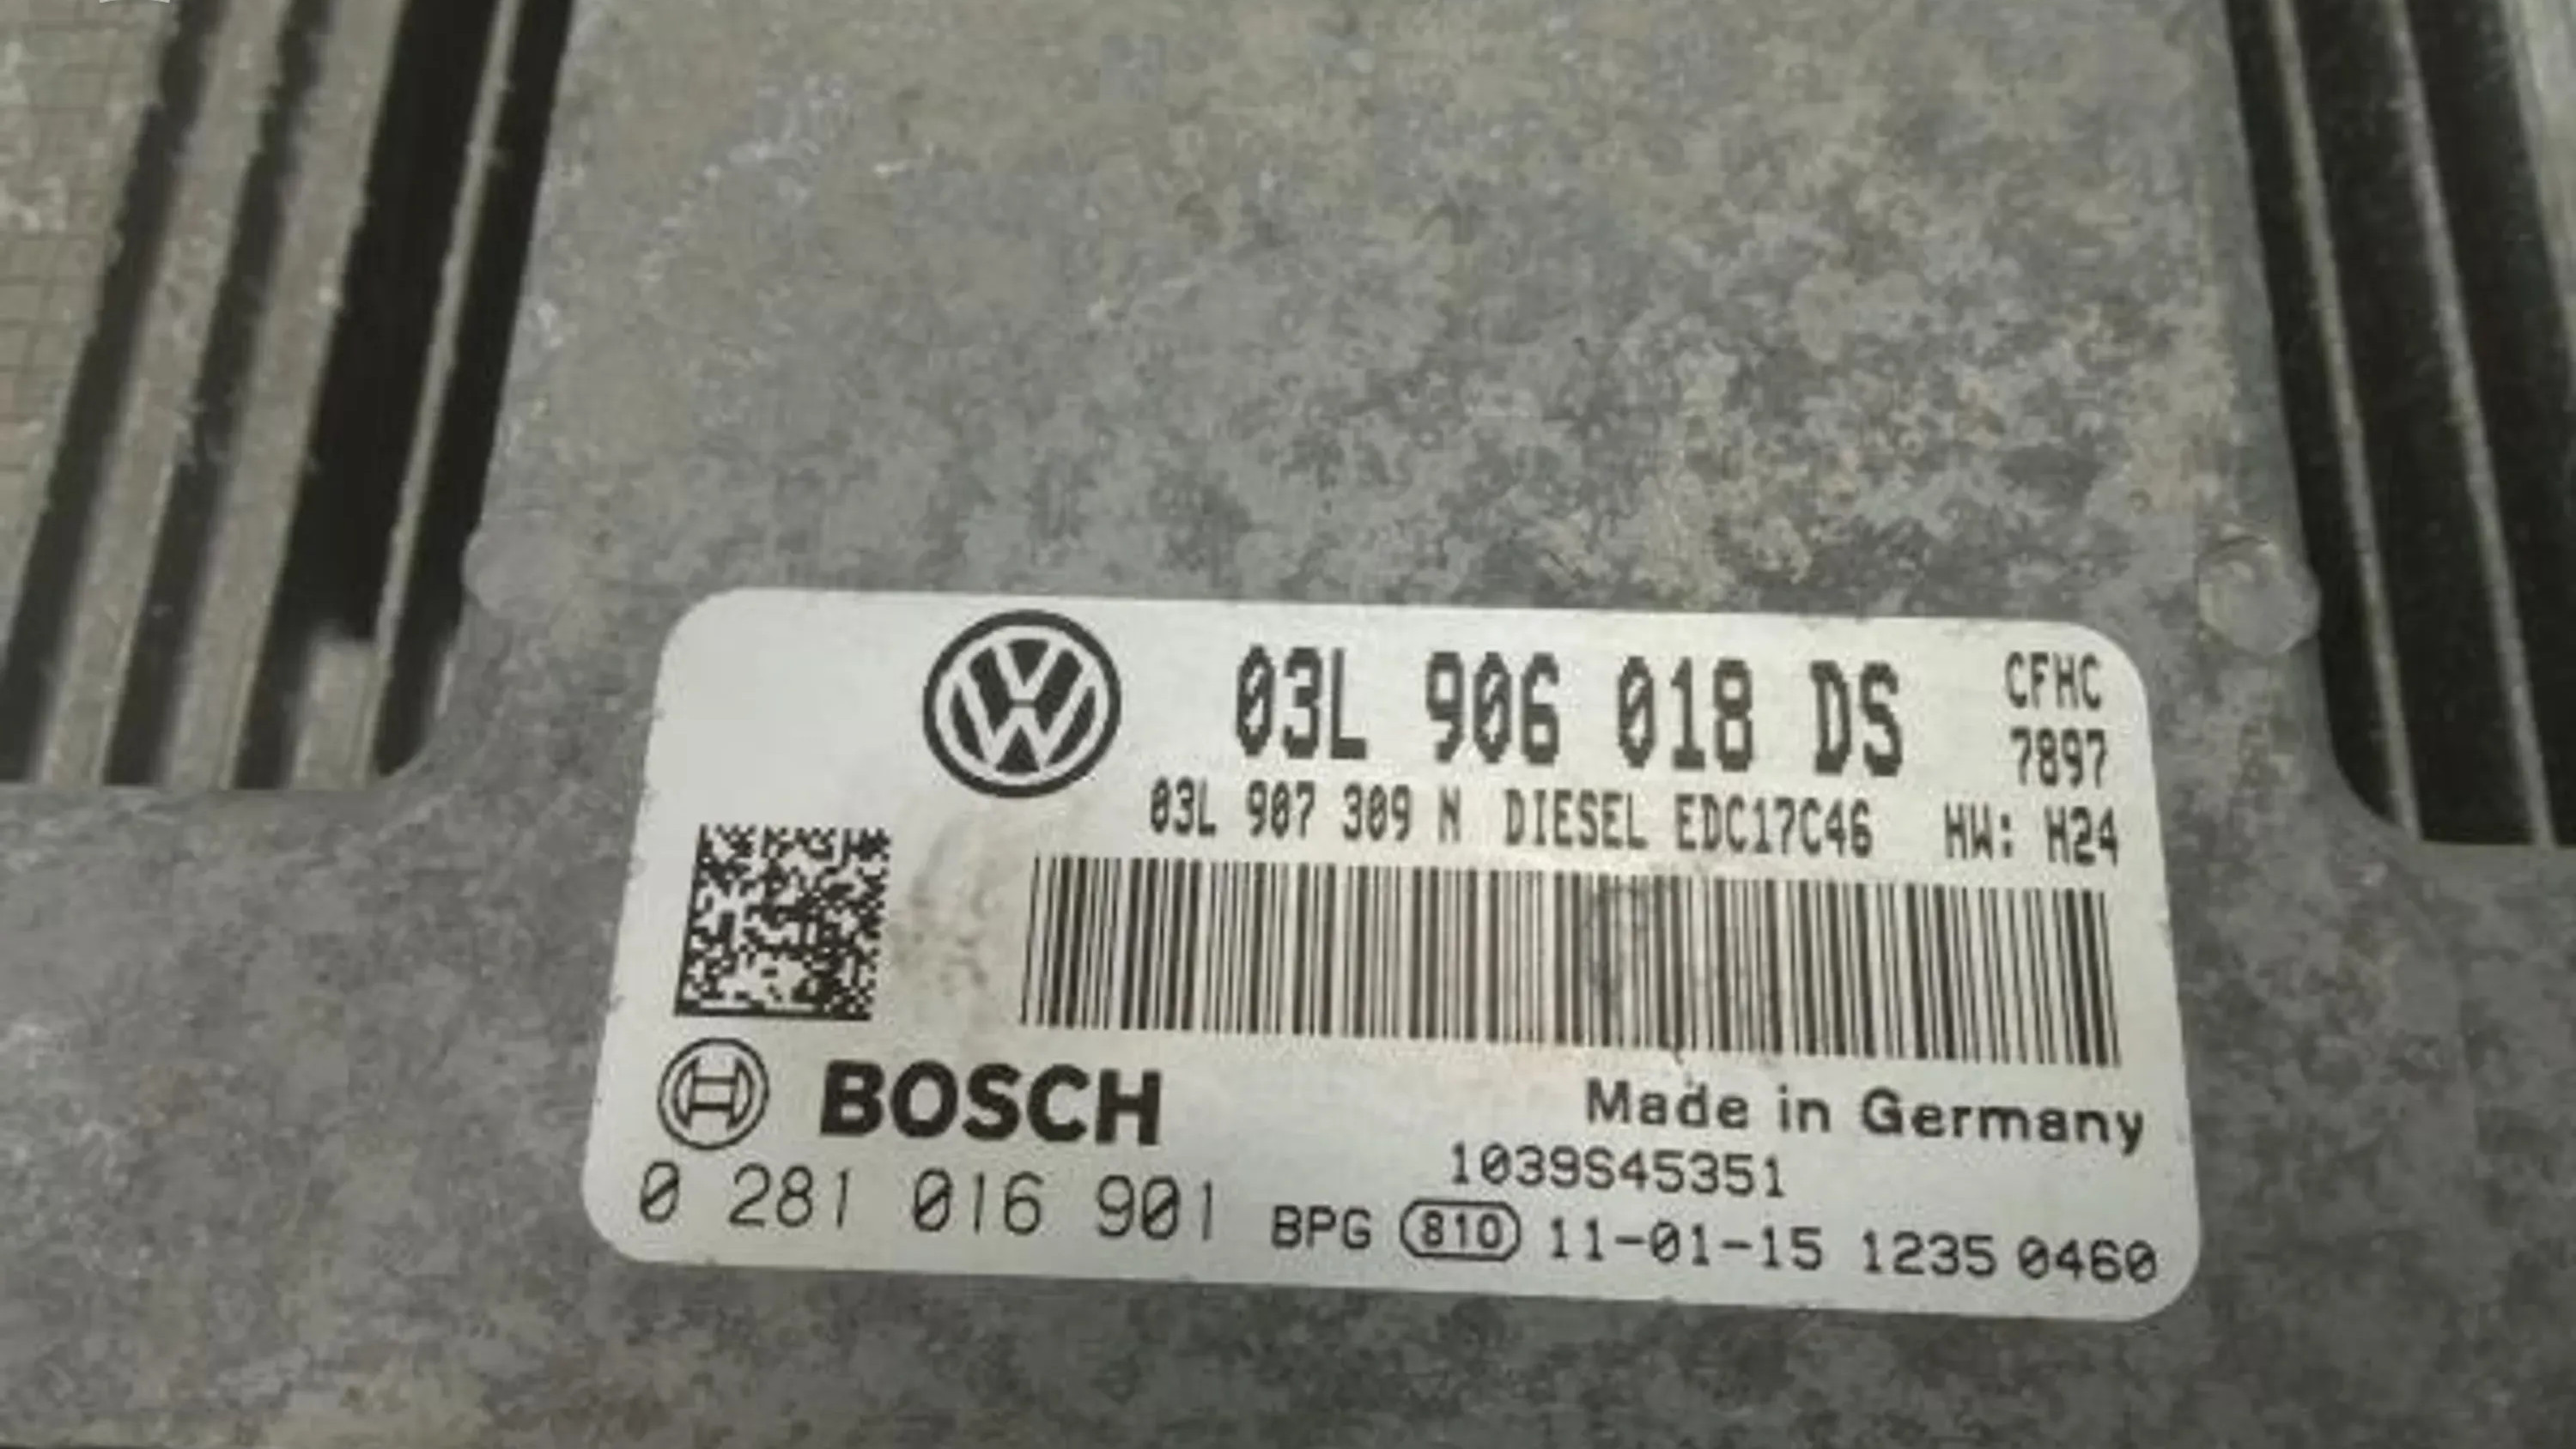 03L 906 018 DS
CFHC
7897
03L 907 309 N DIESEL EDC17C46 HW: H24
BOSCH
Made in Germany
1039S45351
0 281 016 901 BPG 810 11-01-15 1235 0460